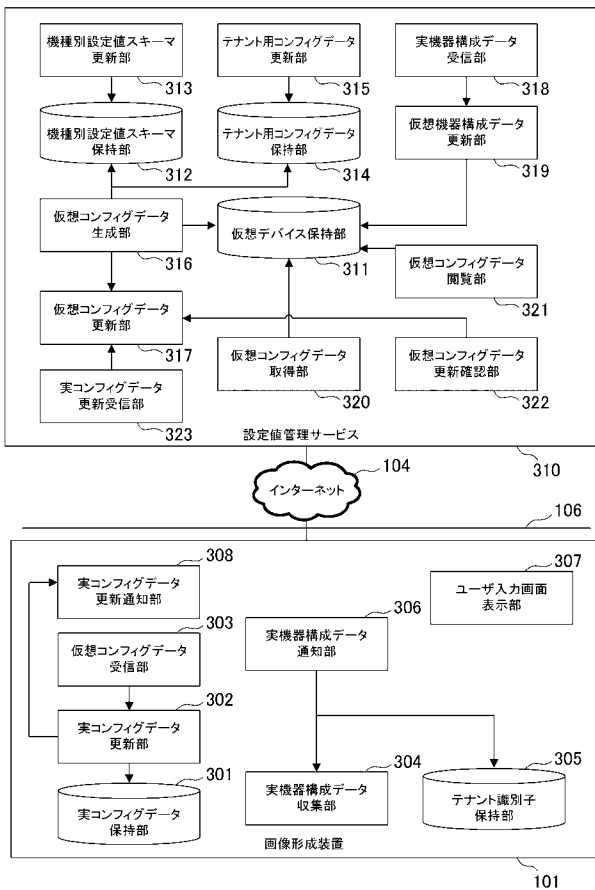 機種別設定値スキーマ
更新部
313
テナント用コンフィグデータ
更新部
315
実機器構成データ
受信部
318
機種別設定値スキーマ
保持部
312
テナント用コンフィグデータ
保持部
314
仮想機器構成データ
更新部
319
仮想コンフィグデータ
生成部
316
仮想デバイス保持部
311
仮想コンフィグデータ
閲覧部
321
仮想コンフィグデータ
更新部
317
仮想コンフィグデータ
取得部
320
仮想コンフィグデータ
更新確認部
322
実コンフィグデータ
更新受信部
323
設定値管理サービス
310
インターネット
104
106
実コンフィグデータ
更新通知部
308
ユーザ入力画面
表示部
307
仮想コンフィグデータ
受信部
303
実機器構成データ
通知部
306
実コンフィグデータ
更新部
302
実コンフィグデータ
保持部
301
実機器構成データ
収集部
304
テナント識別子
保持部
305
画像形成装置
101